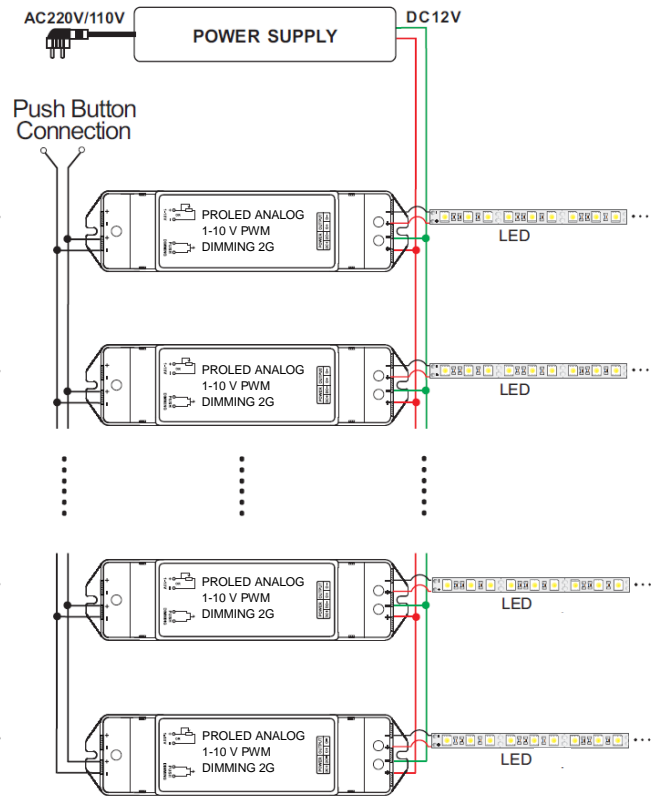 AC220V/110V
POWER SUPPLY
DC12V
Push Button
Connection
PROLED ANALOG
1-10 V PWM
DIMMING 2G
LED
PROLED ANALOG
1-10 V PWM
DIMMING 2G
LED
PROLED ANALOG
1-10 V PWM
DIMMING 2G
LED
PROLED ANALOG
1-10 V PWM
DIMMING 2G
LED